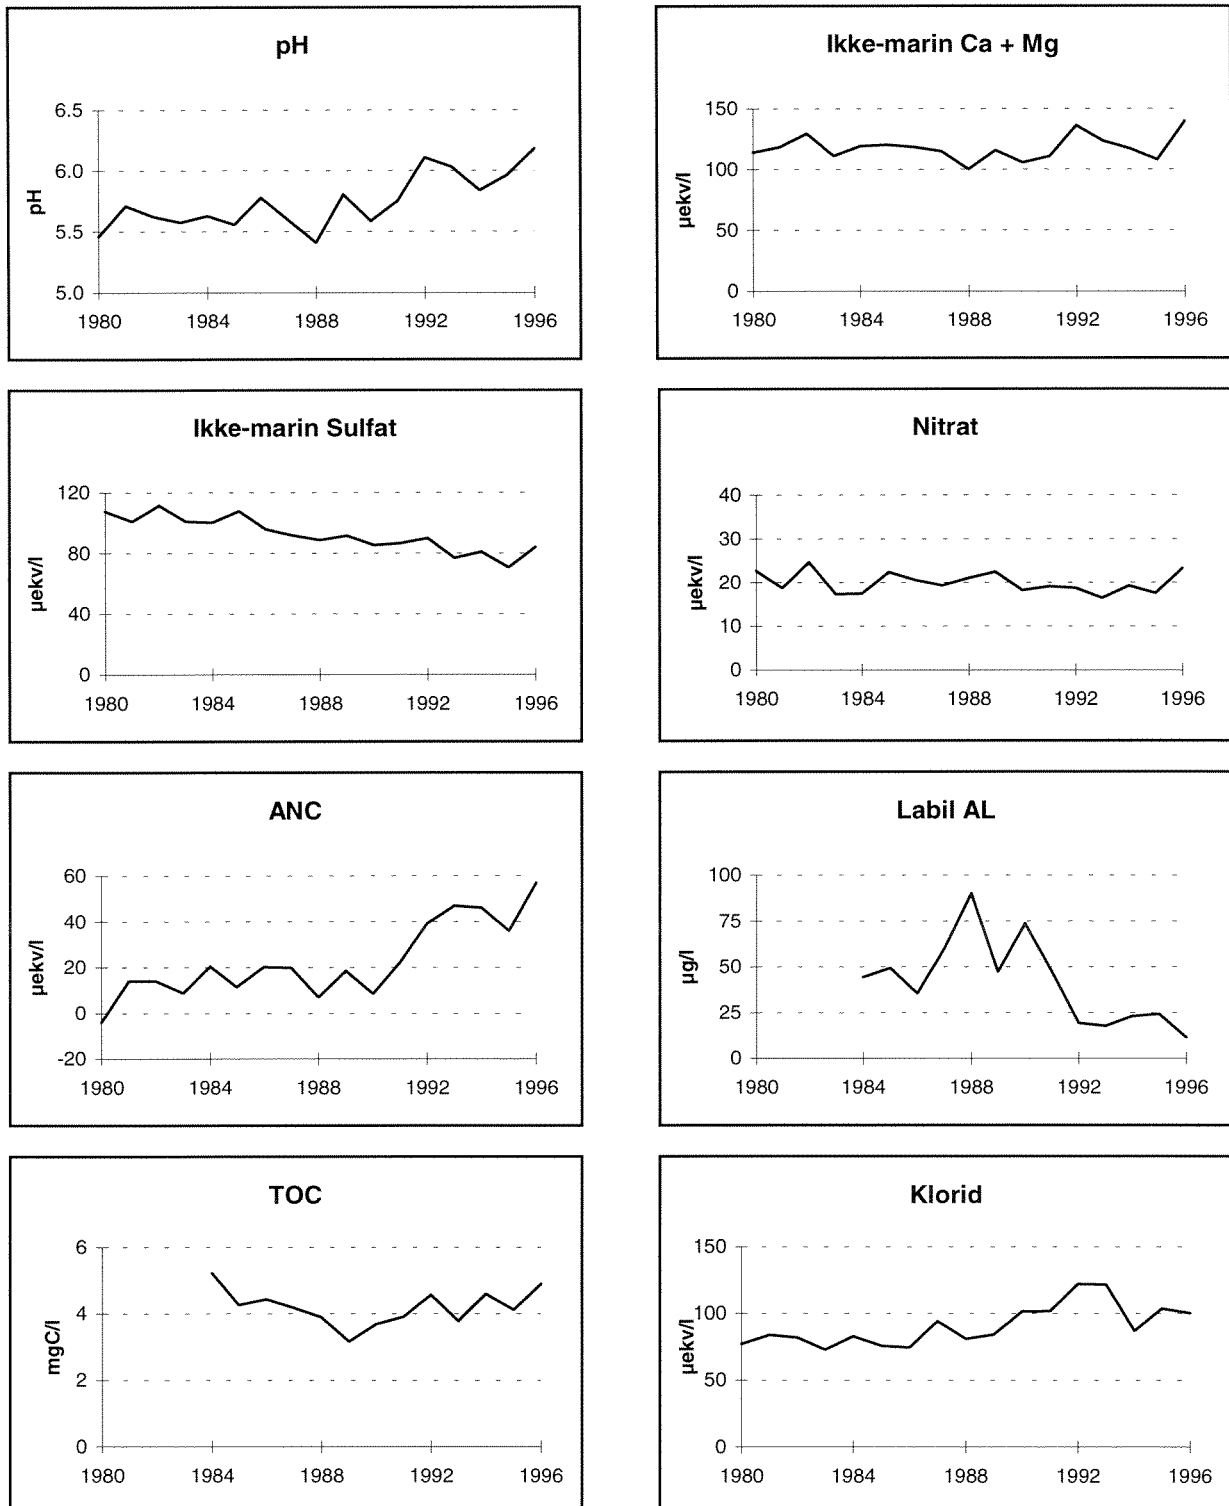 pH
6.5
6.0
5.5
5.0
pH
1980 1984 1988 1992 1996
Ikke-marin Ca + Mg
150
100
50
0
µekv/l
1980 1984 1988 1992 1996
Ikke-marin Sulfat
120
80
40
0
µekv/l
1980 1984 1988 1992 1996
Nitrat
40
30
20
10
0
µekv/l
1980 1984 1988 1992 1996
ANC
60
40
20
0
-20
µekv/l
1980 1984 1988 1992 1996
Labil AL
100
75
50
25
0
µg/l
1980 1984 1988 1992 1996
TOC
6
4
2
0
mgC/l
1980 1984 1988 1992 1996
Klorid
150
100
50
0
µekv/l
1980 1984 1988 1992 1996